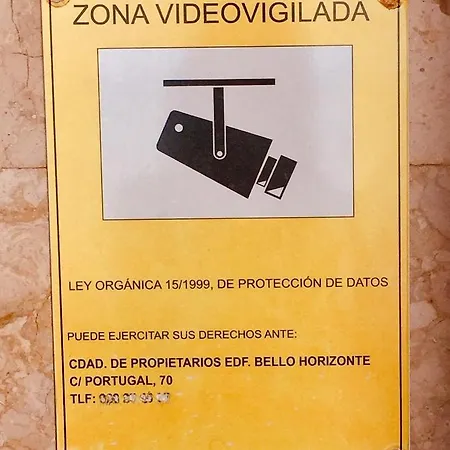 ZONA VIDEOVIGILADA
LEY ORGÁNICA 15/1999, DE PROTECCIÓN DE DATOS
PUEDE EJERCITAR SUS DERECHOS ANTE:
CDAD. DE PROPIETARIOS EDF. BELLO HORIZONTE
C/ PORTUGAL, 70
TLF: